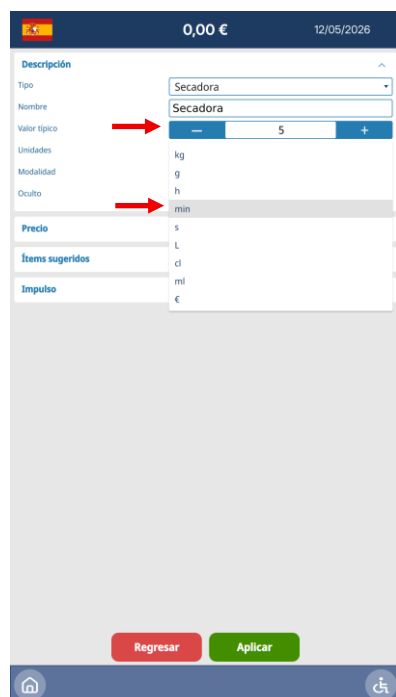 0,00 €
12/05/2026
Descripción
Tipo
Secadora
Nombre
Secadora
Valor típico
— 5 +
Unidades
kg
Modalidad
g
Oculto
h
min
Precio
s
L
Ítems sugeridos
cl
ml
Impulso
€
Regresar
Aplicar